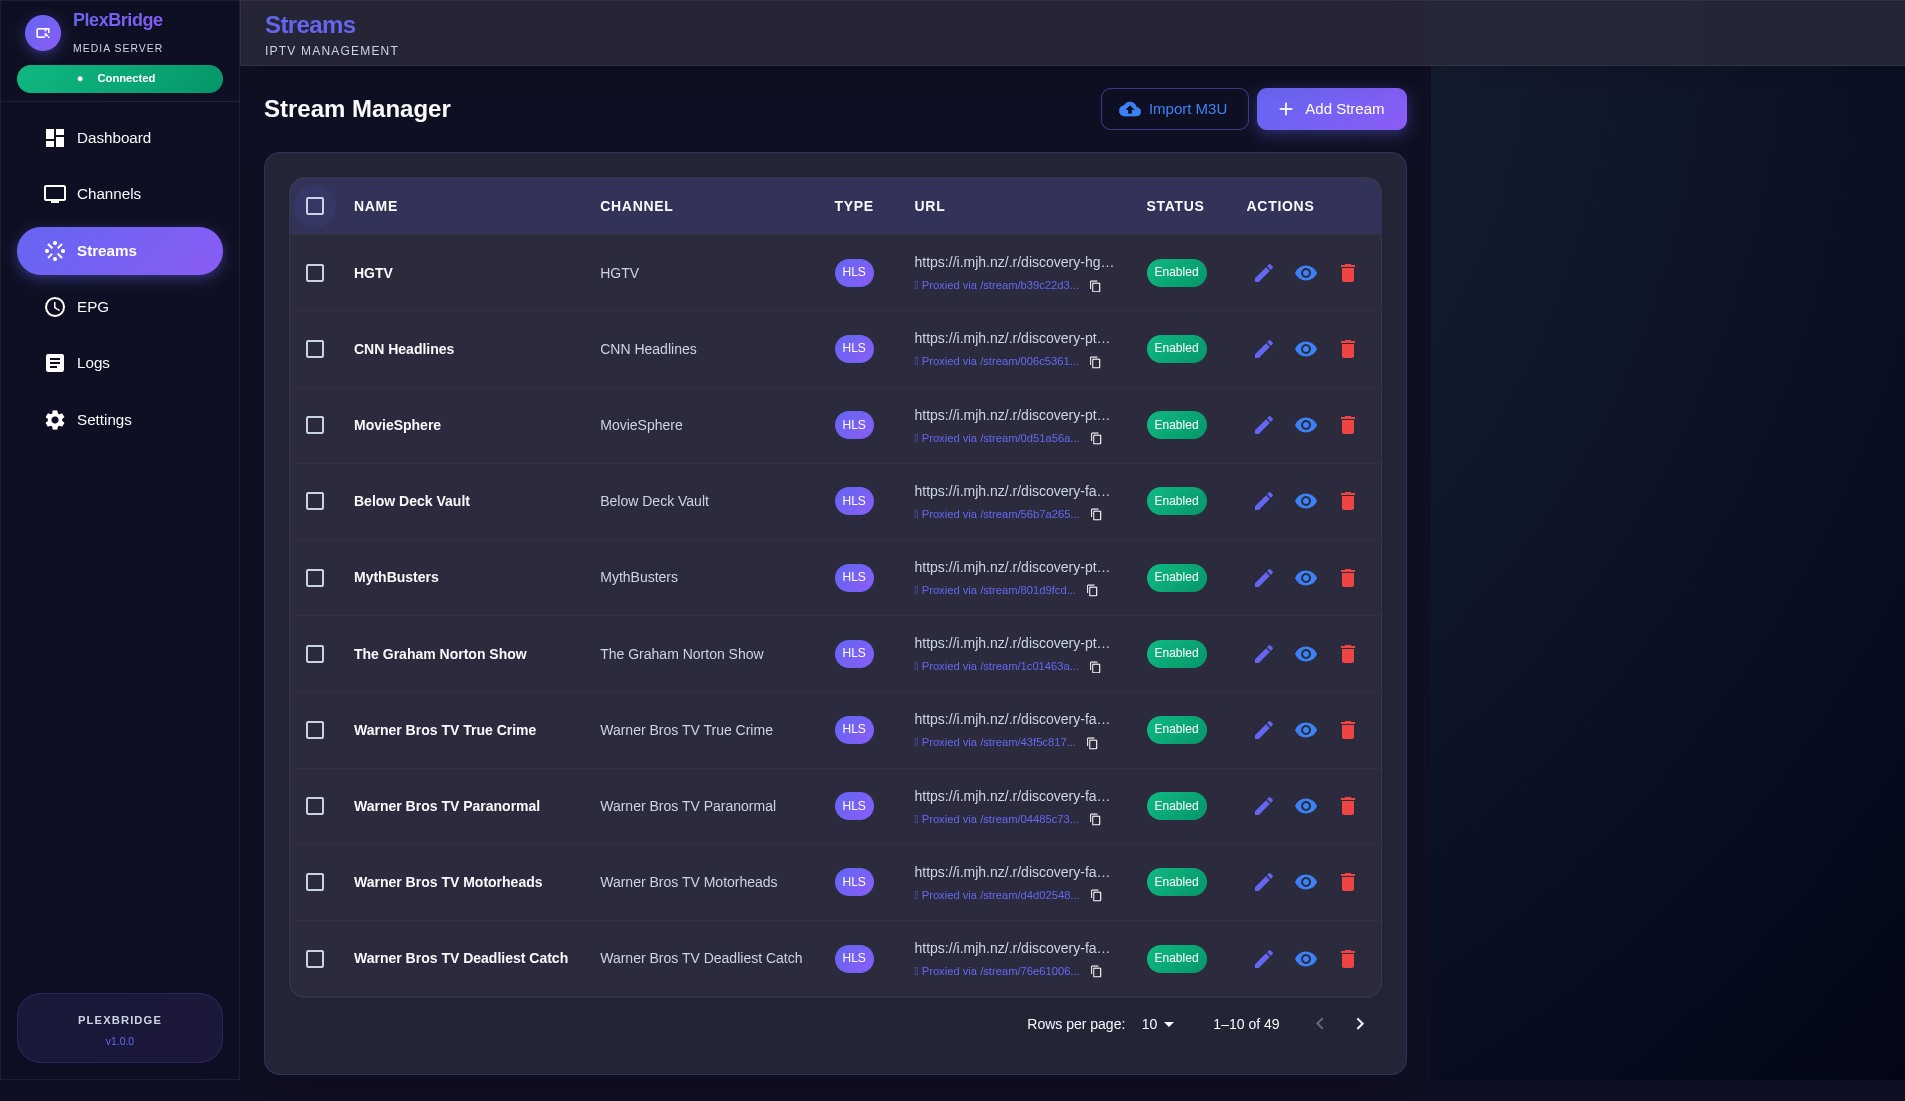 PlexBridge
MEDIA SERVER
Connected
Dashboard
Channels
Streams
EPG
Logs
Settings
PLEXBRIDGE
v1.0.0
Streams
IPTV MANAGEMENT
Stream Manager
Import M3U
Add Stream
NAME CHANNEL TYPE URL STATUS ACTIONS
HGTV HGTV HLS https://i.mjh.nz/.r/discovery-hg… Enabled
Proxied via /stream/b39c22d3...
CNN Headlines CNN Headlines HLS https://i.mjh.nz/.r/discovery-pt… Enabled
Proxied via /stream/006c5361...
MovieSphere MovieSphere HLS https://i.mjh.nz/.r/discovery-pt… Enabled
Proxied via /stream/0d51a56a...
Below Deck Vault Below Deck Vault HLS https://i.mjh.nz/.r/discovery-fa… Enabled
Proxied via /stream/56b7a265...
MythBusters MythBusters HLS https://i.mjh.nz/.r/discovery-pt… Enabled
Proxied via /stream/801d9fcd...
The Graham Norton Show The Graham Norton Show HLS https://i.mjh.nz/.r/discovery-pt… Enabled
Proxied via /stream/1c01463a...
Warner Bros TV True Crime Warner Bros TV True Crime HLS https://i.mjh.nz/.r/discovery-fa… Enabled
Proxied via /stream/43f5c817...
Warner Bros TV Paranormal Warner Bros TV Paranormal HLS https://i.mjh.nz/.r/discovery-fa… Enabled
Proxied via /stream/04485c73...
Warner Bros TV Motorheads Warner Bros TV Motorheads HLS https://i.mjh.nz/.r/discovery-fa… Enabled
Proxied via /stream/d4d02548...
Warner Bros TV Deadliest Catch Warner Bros TV Deadliest Catch HLS https://i.mjh.nz/.r/discovery-fa… Enabled
Proxied via /stream/76e61006...
Rows per page: 10 1–10 of 49